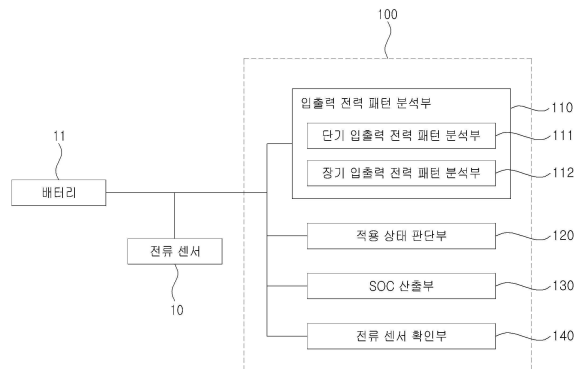 100
입출력 전력 패턴 분석부
110
단기 입출력 전력 패턴 분석부
111
장기 입출력 전력 패턴 분석부
112
11
배터리
전류 센서
10
적용 상태 판단부
120
SOC 산출부
130
전류 센서 확인부
140